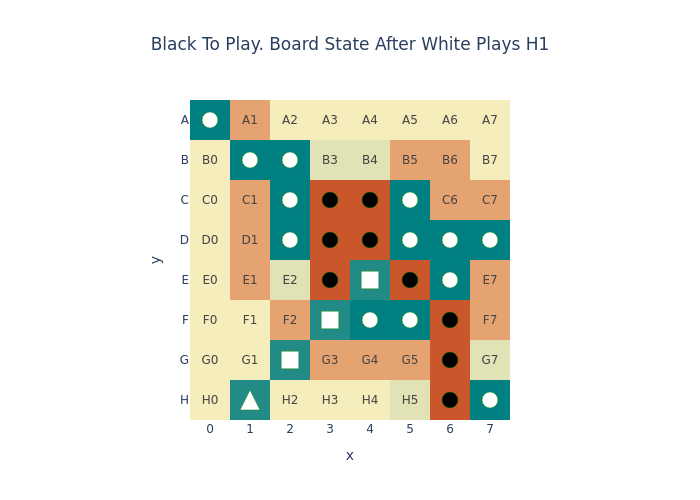 Black To Play. Board State After White Plays H1
A A1 A2 A3 A4 A5 A6 A7
B B0 B3 B4 B5 B6 B7
C C0 C1 C6 C7
D D0 D1
y
E E0 E1 E2 E7
F F0 F1 F2 F7
G G0 G1 G3 G4 G5 G7
H H0 H2 H3 H4 H5
0 1 2 3 4 5 6 7
x